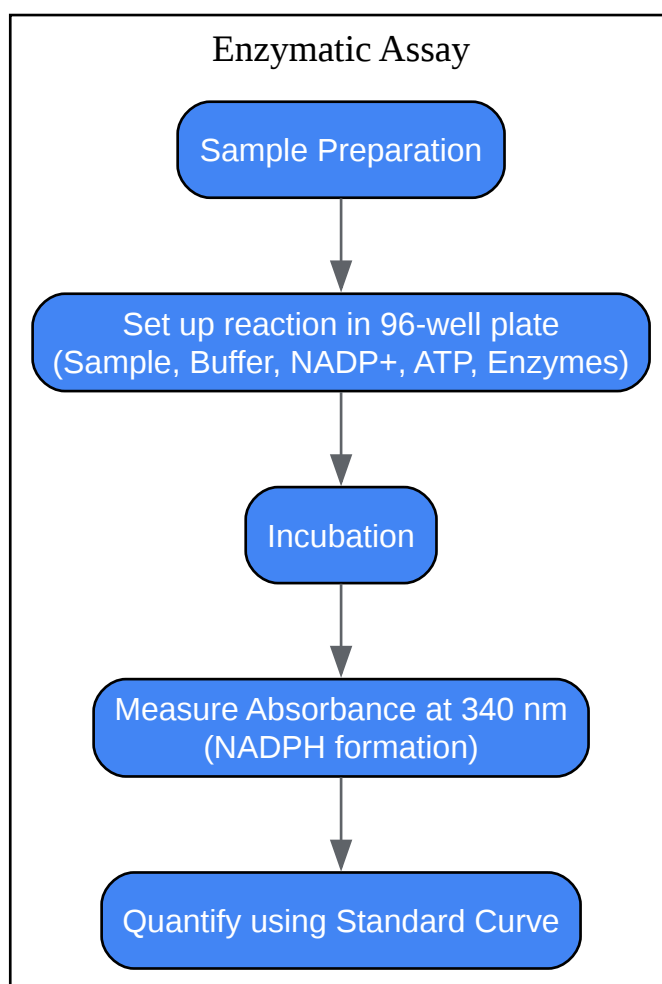 Enzymatic Assay
Sample Preparation
Set up reaction in 96-well plate
(Sample, Buffer, NADP+, ATP, Enzymes)
Incubation
Measure Absorbance at 340 nm
(NADPH formation)
Quantify using Standard Curve